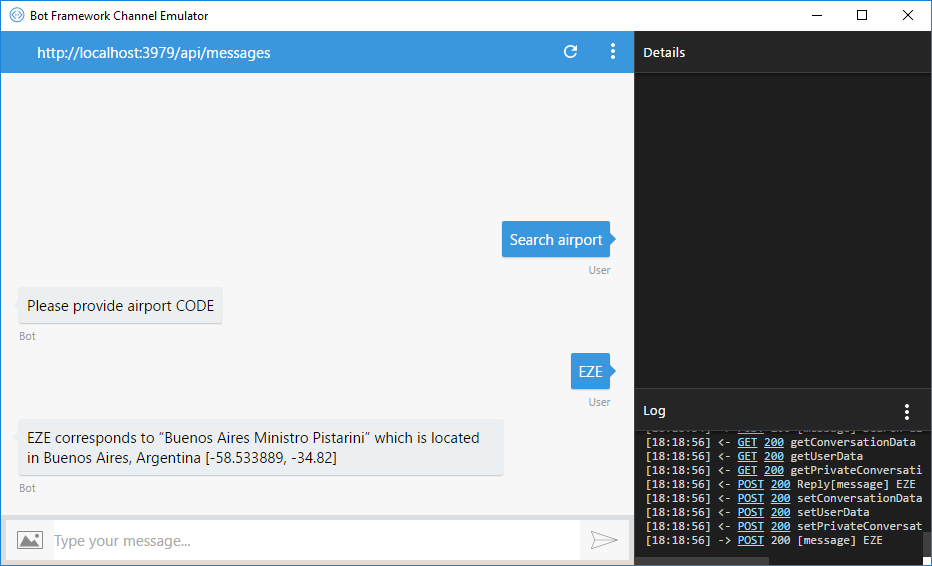 Bot Framework Channel Emulator
http://localhost:3979/api/messages
Search airport
User
Please provide airport CODE
Bot
EZE
User
EZE corresponds to “Buenos Aires Ministro Pistarini” which is located
in Buenos Aires, Argentina [-58.533889, -34.82]
Bot
Type your message...
Details
Log
[18:18:56] <- GET 200 getConversationData
[18:18:56] <- GET 200 getUserData
[18:18:56] <- GET 200 getPrivateConversati
[18:18:56] <- POST 200 Reply[message] EZE
[18:18:56] <- POST 200 setConversationData
[18:18:56] <- POST 200 setUserData
[18:18:56] <- POST 200 setPrivateConversat
[18:18:56] -> POST 200 [message] EZE